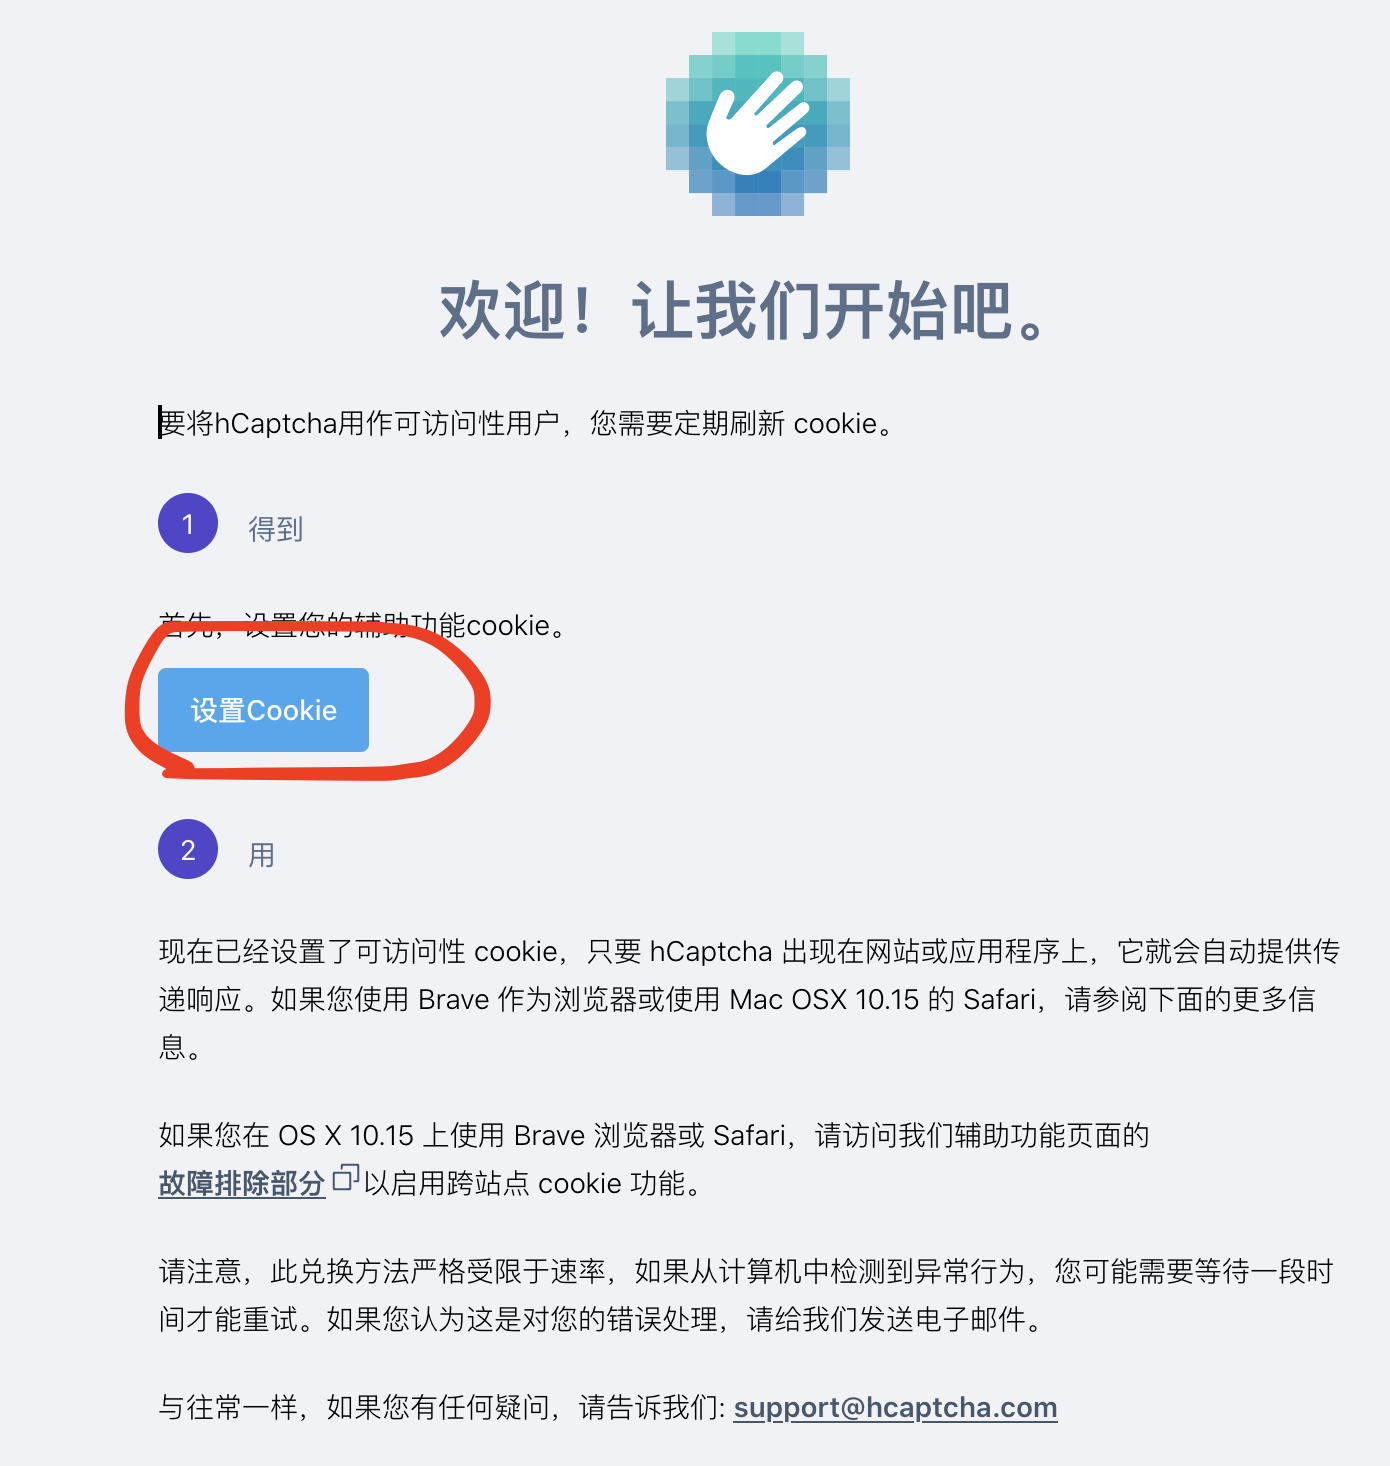 欢迎！让我们开始吧。
要将hCaptcha用作可访问性用户，您需要定期刷新 cookie。
1 得到
首先，设置您的辅助功能cookie。
设置Cookie
2 用
现在已经设置了可访问性 cookie，只要 hCaptcha 出现在网站或应用程序上，它就会自动提供传
递响应。如果您使用 Brave 作为浏览器或使用 Mac OSX 10.15 的 Safari，请参阅下面的更多信
息。
如果您在 OS X 10.15 上使用 Brave 浏览器或 Safari，请访问我们辅助功能页面的
故障排除部分 以启用跨站点 cookie 功能。
请注意，此兑换方法严格受限于速率，如果从计算机中检测到异常行为，您可能需要等待一段时
间才能重试。如果您认为这是对您的错误处理，请给我们发送电子邮件。
与往常一样，如果您有任何疑问，请告诉我们: support@hcaptcha.com